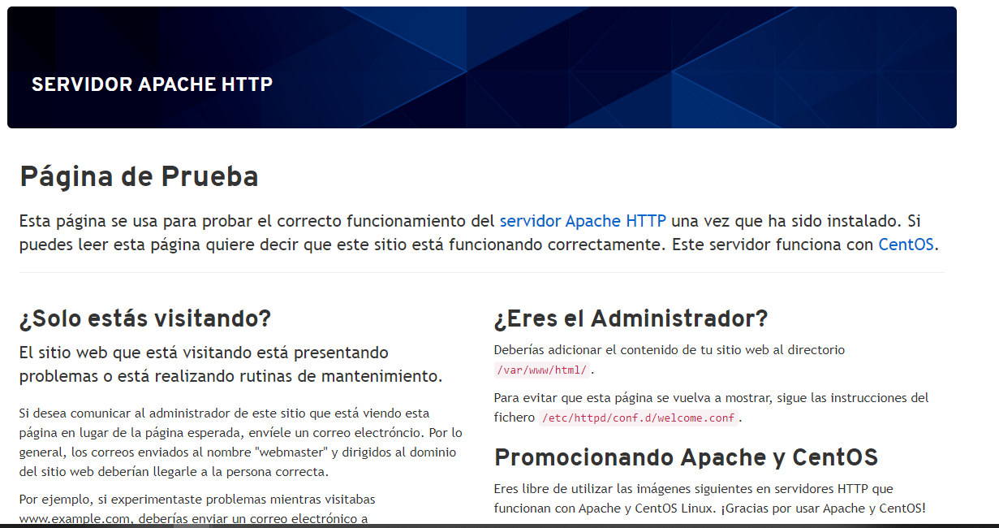 SERVIDOR APACHE HTTP
Página de Prueba
Esta página se usa para probar el correcto funcionamiento del servidor Apache HTTP una vez que ha sido instalado. Si
puedes leer esta página quiere decir que este sitio está funcionando correctamente. Este servidor funciona con CentOS.
¿Solo estás visitando?
El sitio web que está visitando está presentando
problemas o está realizando rutinas de mantenimiento.
Si desea comunicar al administrador de este sitio que está viendo esta
página en lugar de la página esperada, envíele un correo electróncio. Por lo
general, los correos enviados al nombre "webmaster" y dirigidos al dominio
del sitio web deberían llegarle a la persona correcta.
Por ejemplo, si experimentaste problemas mientras visitabas
www.example.com, deberías enviar un correo electrónico a
¿Eres el Administrador?
Deberías adicionar el contenido de tu sitio web al directorio
/var/www/html/.
Para evitar que esta página se vuelva a mostrar, sigue las instrucciones del
fichero /etc/httpd/conf.d/welcome.conf.
Promocionando Apache y CentOS
Eres libre de utilizar las imágenes siguientes en servidores HTTP que
funcionan con Apache y CentOS Linux. ¡Gracias por usar Apache y CentOS!